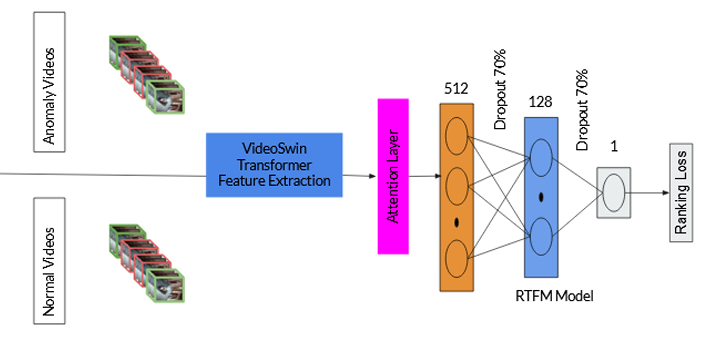 Anomaly Videos
Normal Videos
VideoSwin
Transformer
Feature Extraction
Attention Layer
512
Dropout 70%
128
Dropout 70%
1
Ranking Loss
RTFM Model